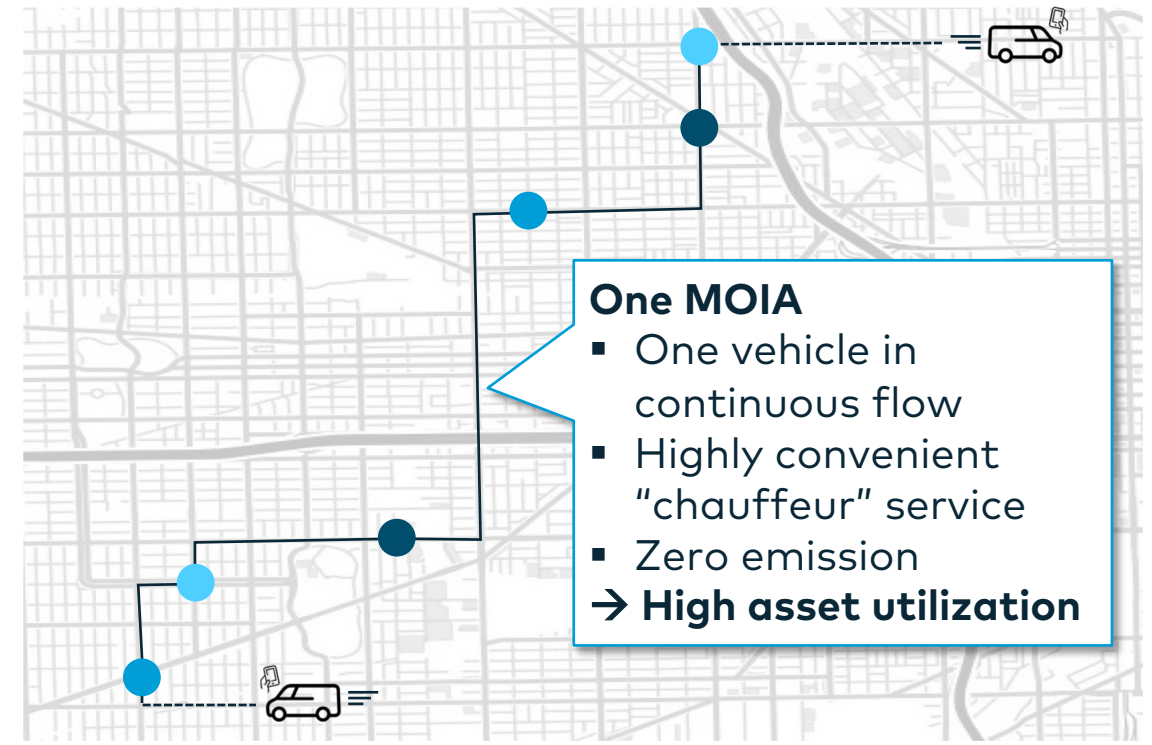 One MOIA
▪ One vehicle in
continuous flow
▪ Highly convenient
“chauffeur” service
▪ Zero emission
→ High asset utilization